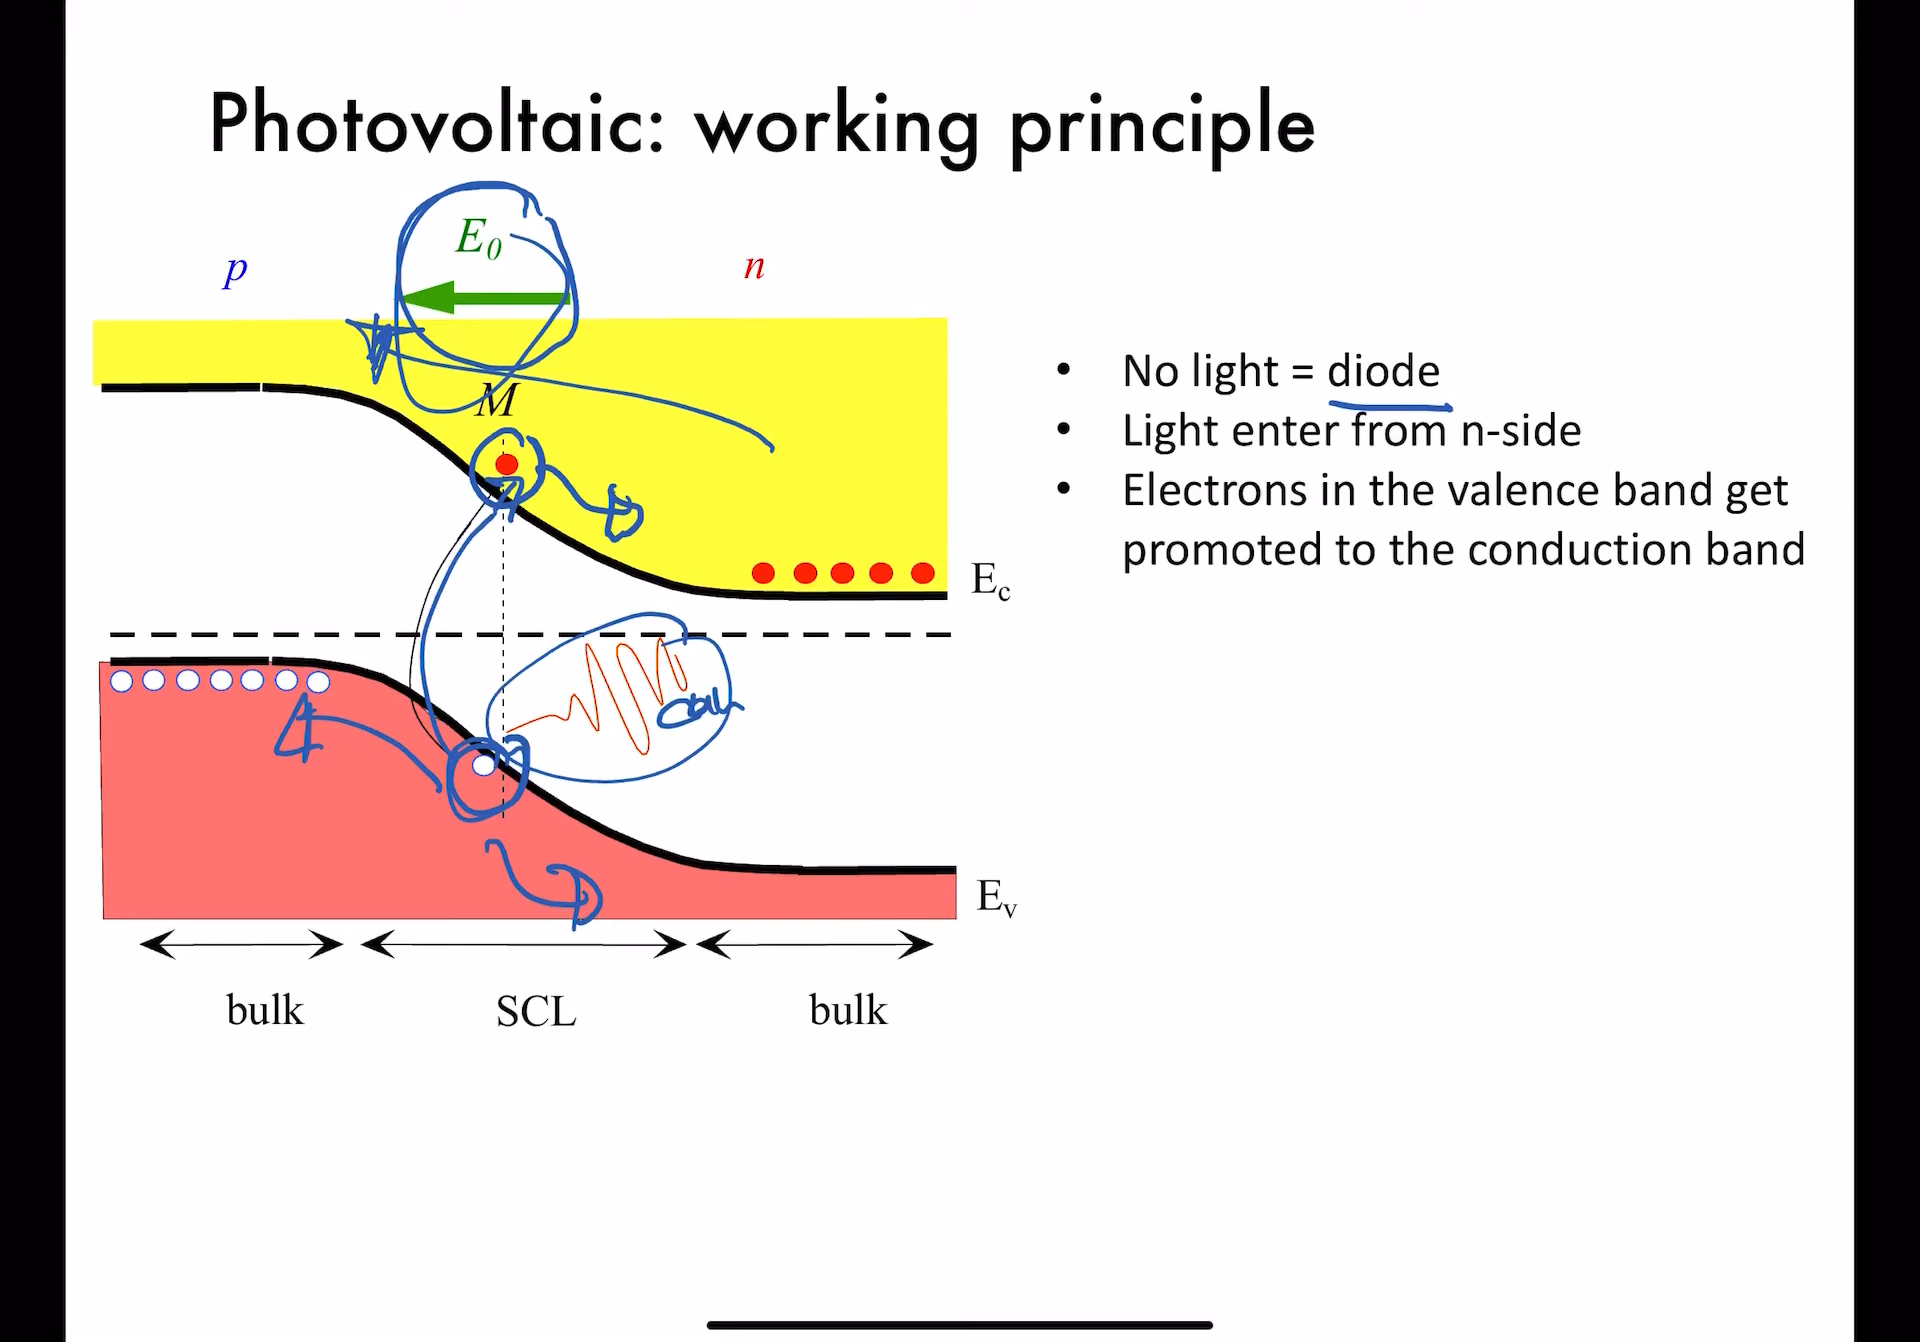 Photovoltaic: working principle
E0
p
n
M
• No light = diode
• Light enter from n-side
• Electrons in the valence band get
promoted to the conduction band
Ec
Ev
bulk
SCL
bulk